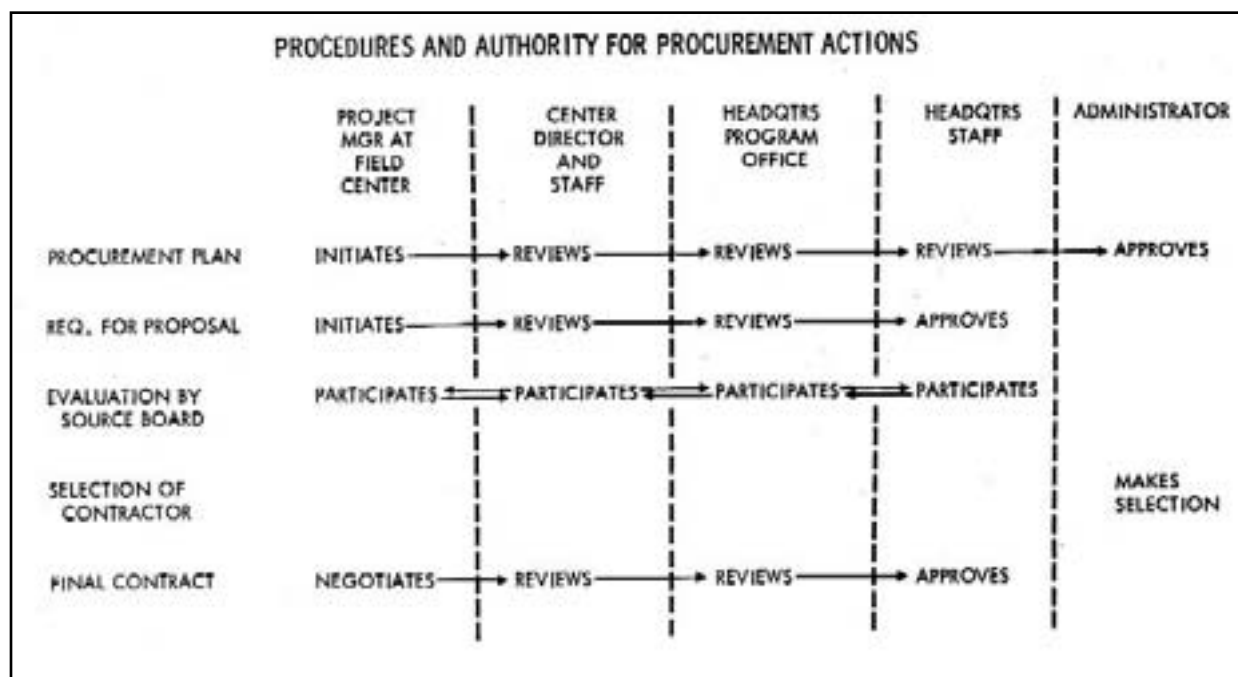 PROCEDURES AND AUTHORITY FOR PROCUREMENT ACTIONS
PROJECT
MGR AT
FIELD
CENTER
CENTER
DIRECTOR
AND
STAFF
HEADQTRS
PROGRAM
OFFICE
HEADQTRS
STAFF
ADMINISTRATOR
PROCUREMENT PLAN INITIATES REVIEWS REVIEWS REVIEWS APPROVES
REQ. FOR PROPOSAL INITIATES REVIEWS REVIEWS APPROVES
EVALUATION BY
SOURCE BOARD
PARTICIPATES PARTICIPATES PARTICIPATES PARTICIPATES
SELECTION OF
CONTRACTOR
MAKES
SELECTION
FINAL CONTRACT NEGOTIATES REVIEWS REVIEWS APPROVES